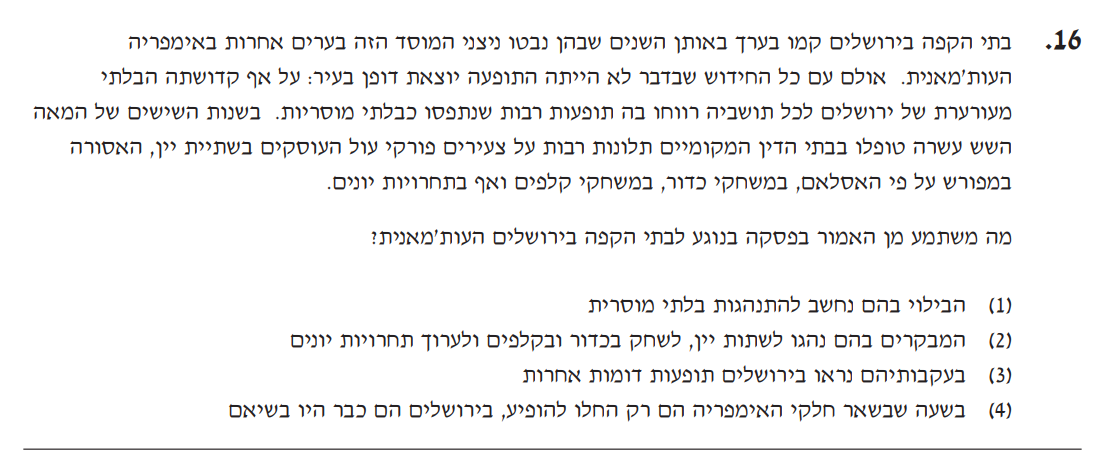 16. בתי הקפה בירושלים קמו בערך באותן השנים שבהן נבטו ניצני המוסד הזה בערים אחרות באימפריה
העות'מאנית. אולם עם כל החידוש שבדבר לא הייתה התופעה יוצאת דופן בעיר: על אף קדושתה הבלתי
מעורערת של ירושלים לכל תושביה רווחו בה תופעות רבות שנתפסו כבלתי מוסריות. בשנות השישים של המאה
השש עשרה טופלו בבתי הדין המקומיים תלונות רבות על צעירים פורקי עול העוסקים בשתיית יין, האסורה
במפורש על פי האסלאם, במשחקי כדור, במשחקי קלפים ואף בתחרויות יונים.
מה משתמע מן האמור בפסקה בנוגע לבתי הקפה בירושלים העות'מאנית?
(1) הבילוי בהם נחשב להתנהגות בלתי מוסרית
(2) המבקרים בהם נהגו לשתות יין, לשחק בכדור ובקלפים ולערוך תחרויות יונים
(3) בעקבותיהם נראו בירושלים תופעות דומות אחרות
(4) בשעה שבשאר חלקי האימפריה הם רק החלו להופיע, בירושלים הם כבר היו בשיאם